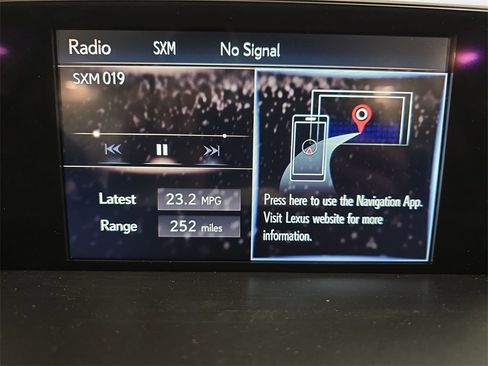 Radio SXM No Signal
SXM 019
Latest 23.2 MPG
Range 252 miles
Press here to use the Navigation App.
Visit Lexus website for more
information.